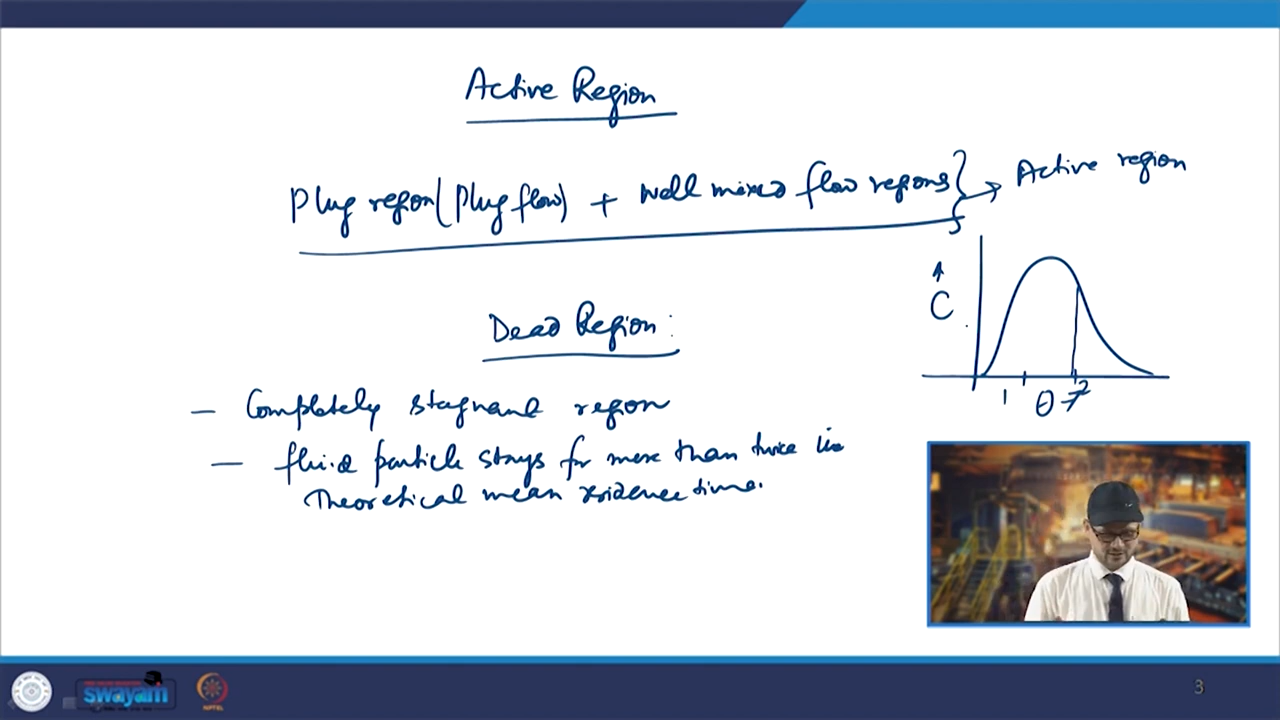 Active Region
Plug region (Plug flow) + well mixed flow regions } → Active region
C
1 θ → 2
Dead Region:
– Completely stagnant region
– fluid particle stays for more than twice the
Theoretical mean residence time.
swayam
NPTEL
3